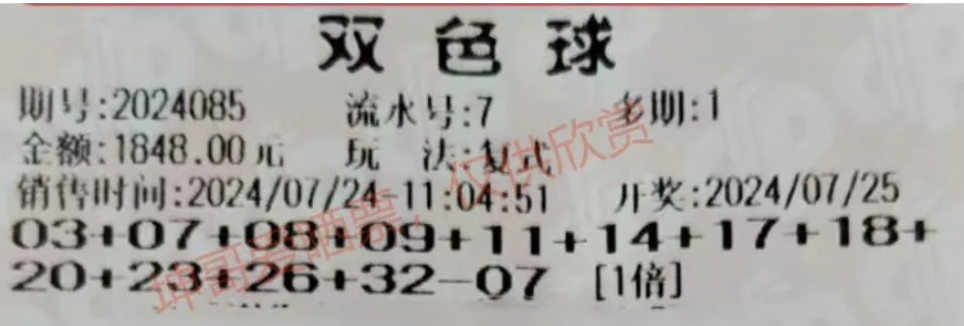 双色球
期号:2024085 流水号:7 多期:1
金额:1848.00元 玩 法:复式
销售时间:2024/07/24-11:04:51 开奖:2024/07/25
03+07+08+09+11+14+17+18+
20+23+26+32-07 [1倍]
坤哥号晒票，仅供欣赏